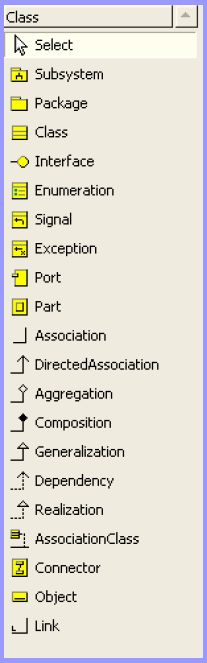 Class
Select
Subsystem
Package
Class
Interface
Enumeration
Signal
Exception
Port
Part
Association
DirectedAssociation
Aggregation
Composition
Generalization
Dependency
Realization
AssociationClass
Connector
Object
Link